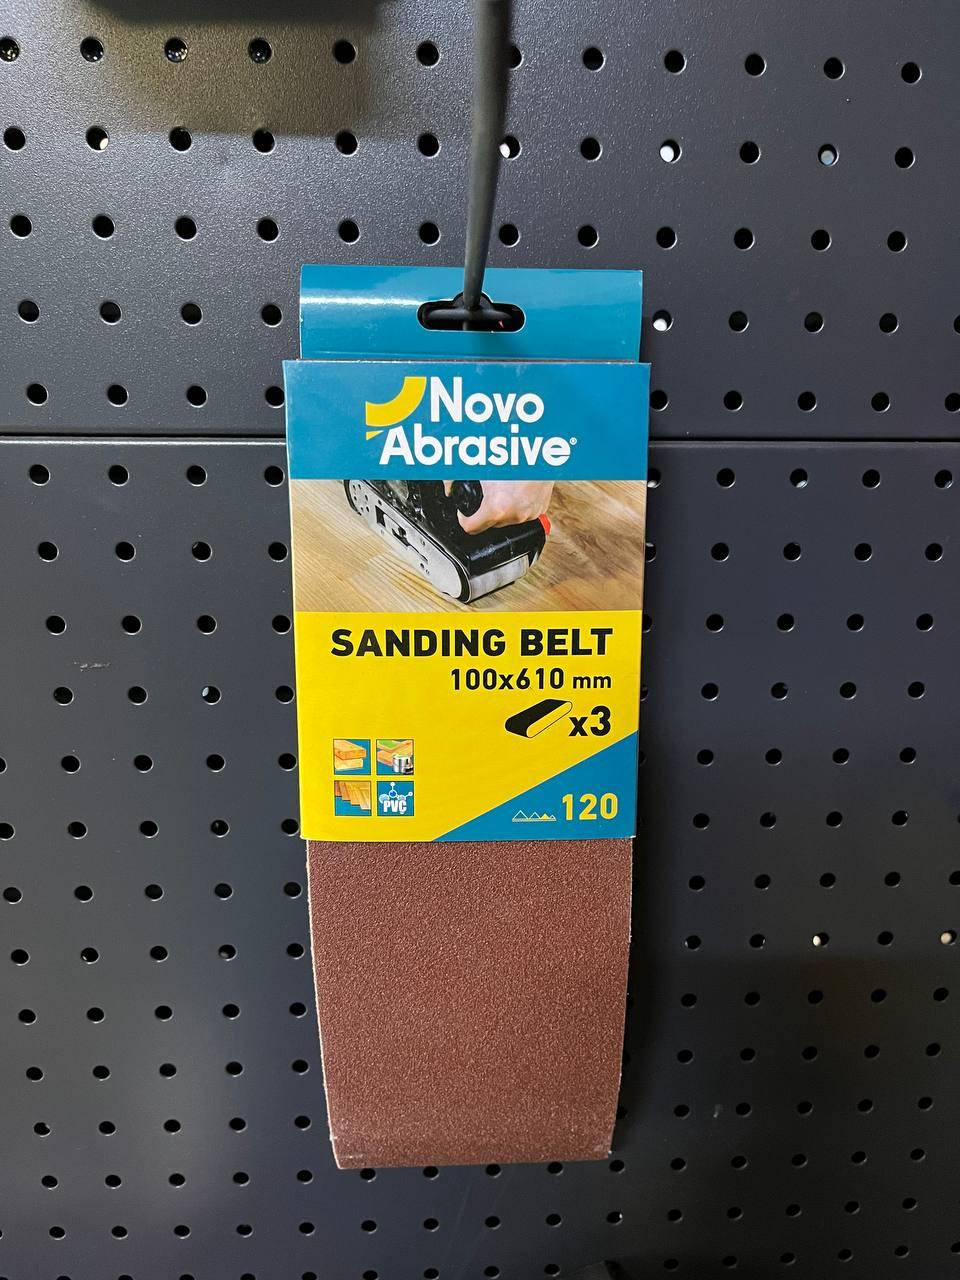 Novo
Abrasive®
SANDING BELT
100x610 mm
x3
PVC
120